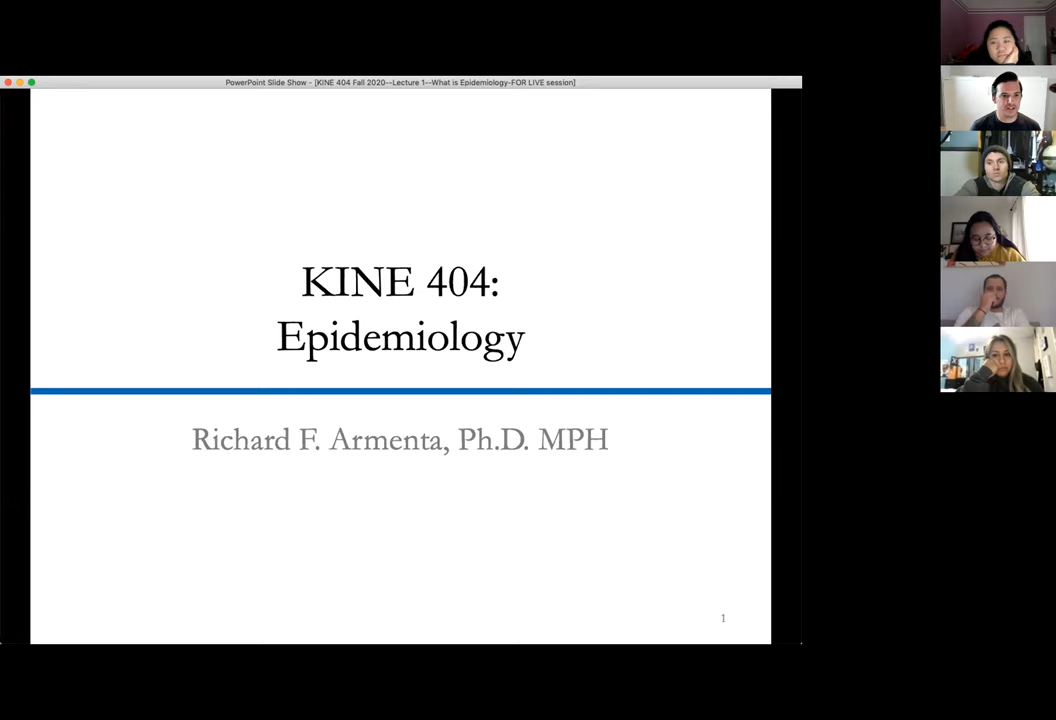 PowerPoint Slide Show - [KINE 404 Fall 2020--Lecture 1--What is Epidemiology-FOR LIVE session]
KINE 404:
Epidemiology
Richard F. Armenta, Ph.D. MPH
1